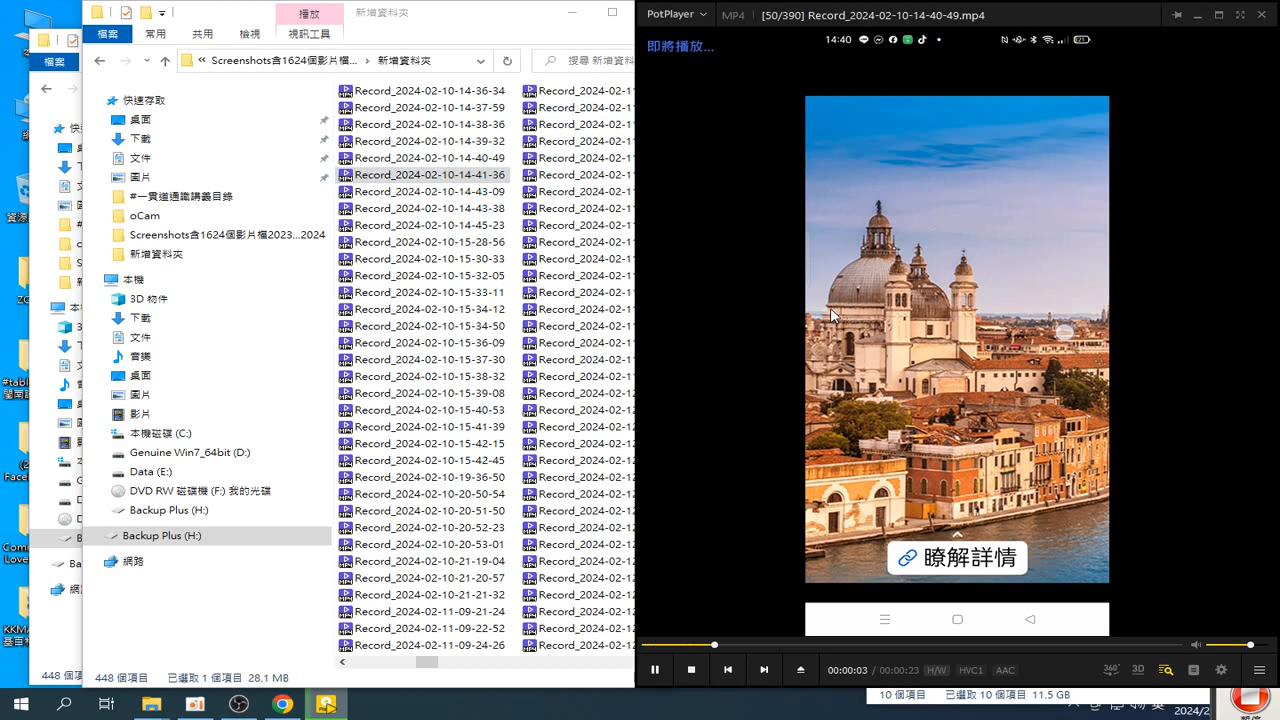 播放
新增資料夾
檔案
常用
共用
檢視
視訊工具
« Screenshots含1624個影片檔... › 新增資料夾
搜尋 新增資料
快速存取
桌面
下載
文件
圖片
#一貫道通識講義目錄
oCam
Screenshots含1624個影片檔2023...2024
新增資料夾
本機
3D 物件
下載
文件
音樂
桌面
圖片
影片
本機磁碟 (C:)
Genuine Win7_64bit (D:)
Data (E:)
DVD RW 磁碟機 (F:) 我的光碟
Backup Plus (H:)
Backup Plus (H:)
網路
Record_2024-02-10-14-36-34
Record_2024-02-10-14-37-59
Record_2024-02-10-14-38-36
Record_2024-02-10-14-39-32
Record_2024-02-10-14-40-49
Record_2024-02-10-14-41-36
Record_2024-02-10-14-43-09
Record_2024-02-10-14-43-38
Record_2024-02-10-14-45-23
Record_2024-02-10-15-28-56
Record_2024-02-10-15-30-33
Record_2024-02-10-15-32-05
Record_2024-02-10-15-33-11
Record_2024-02-10-15-34-12
Record_2024-02-10-15-34-50
Record_2024-02-10-15-36-09
Record_2024-02-10-15-37-30
Record_2024-02-10-15-38-32
Record_2024-02-10-15-39-08
Record_2024-02-10-15-40-53
Record_2024-02-10-15-41-39
Record_2024-02-10-15-42-15
Record_2024-02-10-15-42-45
Record_2024-02-10-19-36-50
Record_2024-02-10-20-50-54
Record_2024-02-10-20-51-50
Record_2024-02-10-20-52-23
Record_2024-02-10-20-53-01
Record_2024-02-10-21-19-04
Record_2024-02-10-21-20-57
Record_2024-02-10-21-21-32
Record_2024-02-11-09-21-24
Record_2024-02-11-09-22-52
Record_2024-02-11-09-24-26
448 個項目 已選取 1 個項目 28.1 MB
檔案
PotPlayer
MP4
[50/390] Record_2024-02-10-14-40-49.mp4
即將播放...
14:40
瞭解詳情
00:00:03 / 00:00:23
H/W
HVC1
AAC
360°
3D
10 個項目 已選取 10 個項目 11.5 GB